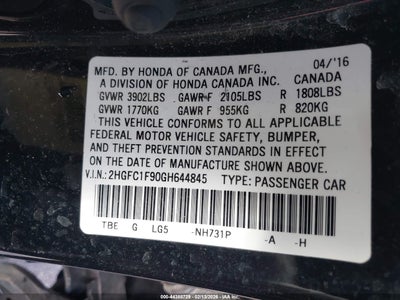 04/'16
MFD. BY HONDA OF CANADA MFG.,
A DIVISION OF HONDA CANADA INC. CANADA
GVWR 3902LBS GAWR F 2105LBS R 1808LBS
GVWR 1770KG GAWR F 955KG R 820KG
THIS VEHICLE CONFORMS TO ALL APPLICABLE
FEDERAL MOTOR VEHICLE SAFETY, BUMPER,
AND THEFT PREVENTION STANDARDS IN EFFECT
ON THE DATE OF MANUFACTURE SHOWN ABOVE.
V.I.N.: 2HGFC1F90GH644845 TYPE: PASSENGER CAR
TBE G LG5 -NH731P -A -H